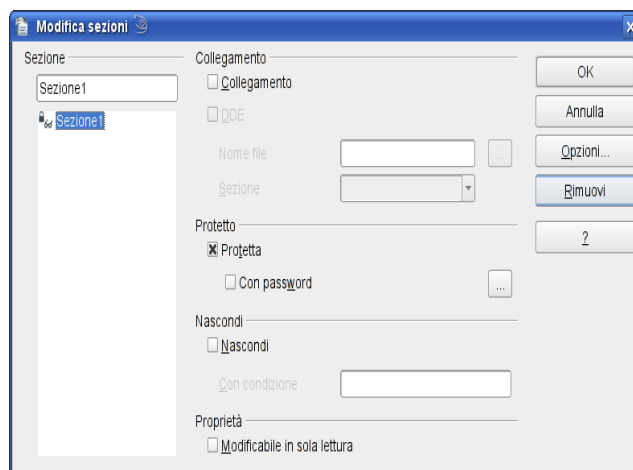 Modifica sezioni
Sezione
Sezione1
Sezione1
Collegamento
Collegamento
DDE
Nome file
...
Sezione
Protetto
Protetta
Con password
...
Nascondi
Nascondi
Con condizione
Proprietà
Modificabile in sola lettura
OK
Annulla
Opzioni...
Rimuovi
?